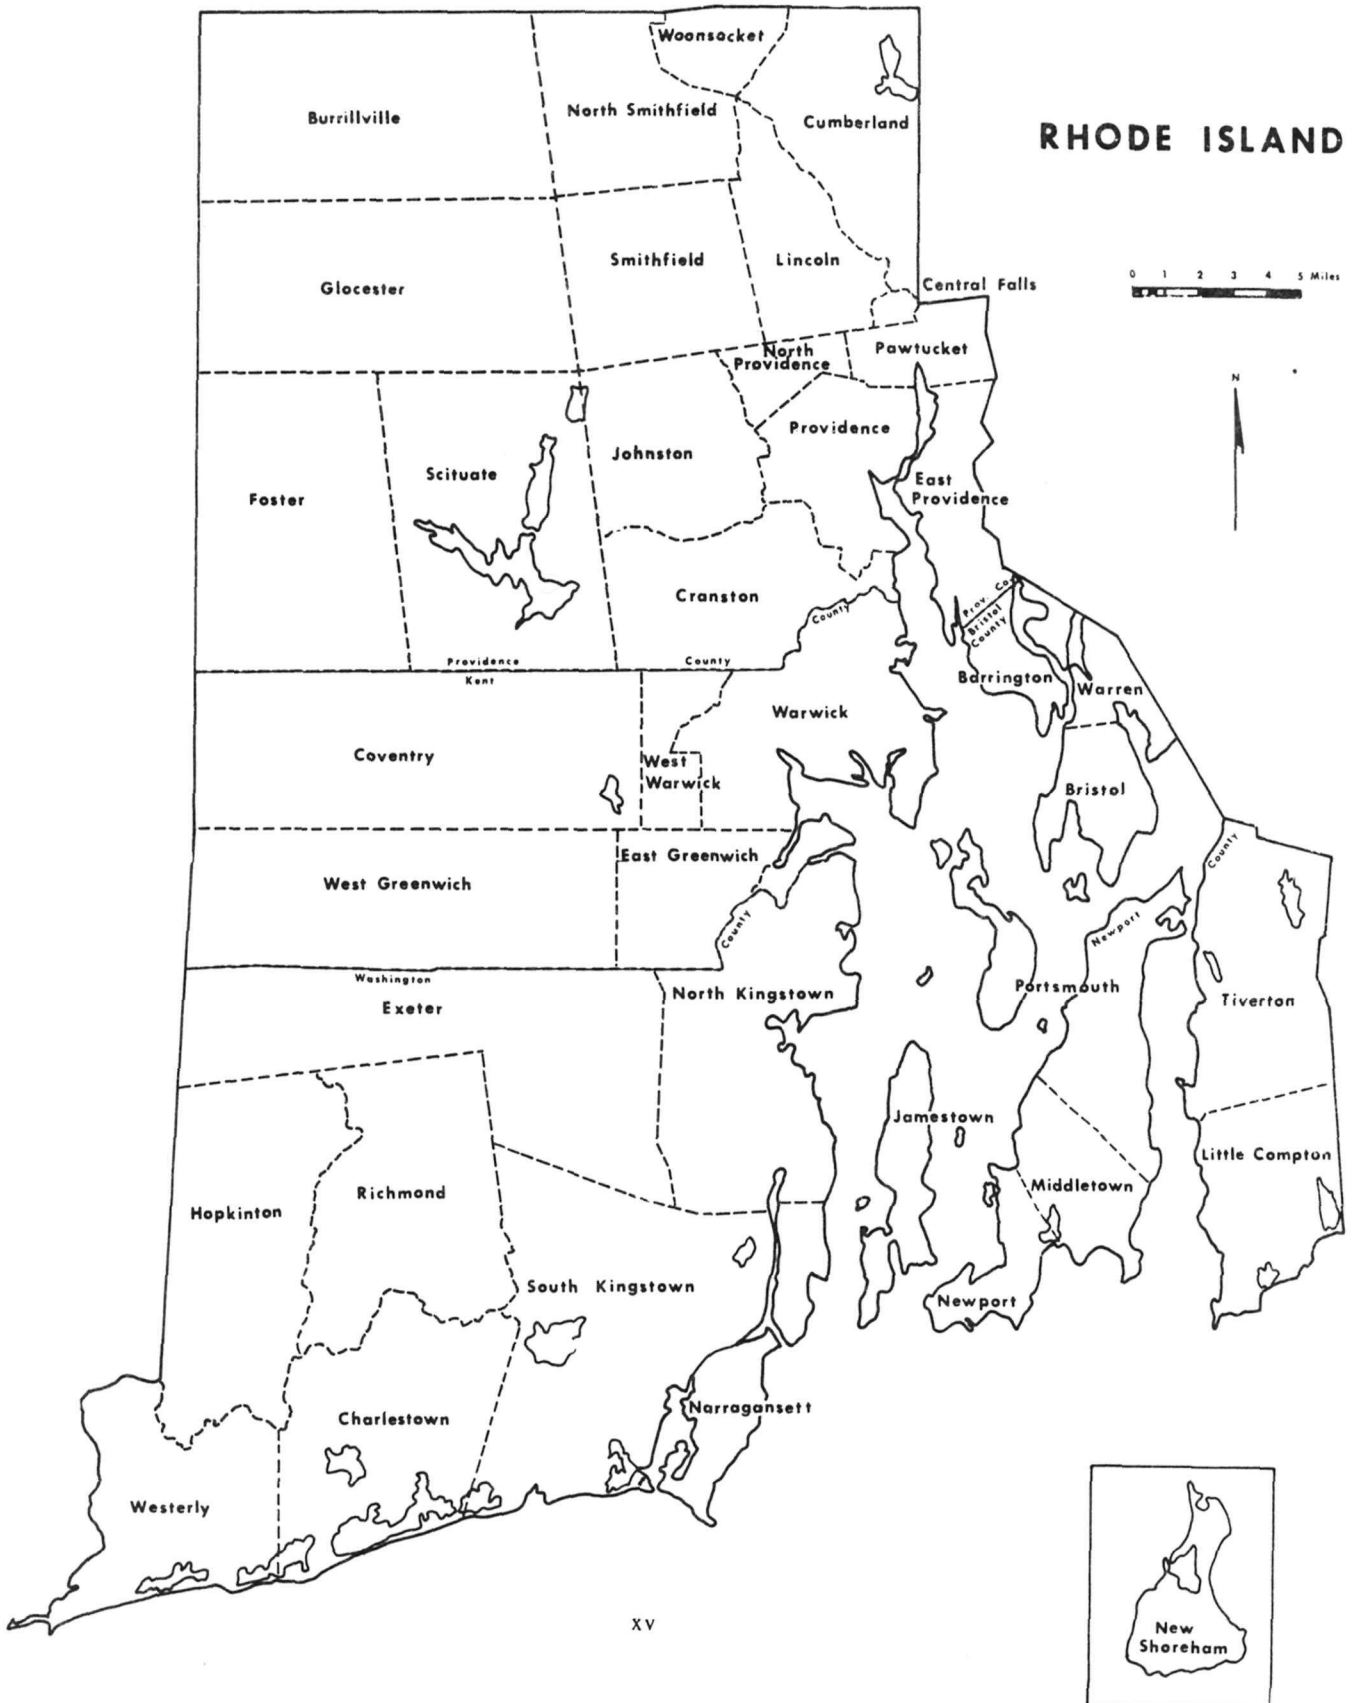 Woonsocket
Burrillville
North Smithfield
Cumberland
RHODE ISLAND
Smithfield
Lincoln
Glocester
Central Falls
0 1 2 3 4 5 Miles
North
Providence
Pawtucket
N
Providence
Johnston
Scituate
Foster
East
Providence
Cranston
County
Prov. Co.
Bristol
County
Providence
County
Kent
Barrington
Warren
Warwick
Coventry
West
Warwick
Bristol
East Greenwich
County
West Greenwich
County
Newport
Washington
Exeter
North Kingstown
Portsmouth
Tiverton
Jamestown
Little Compton
Middletown
Richmond
Hopkinton
South Kingstown
Newport
Narragansett
Charlestown
Westerly
xv
New
Shoreham